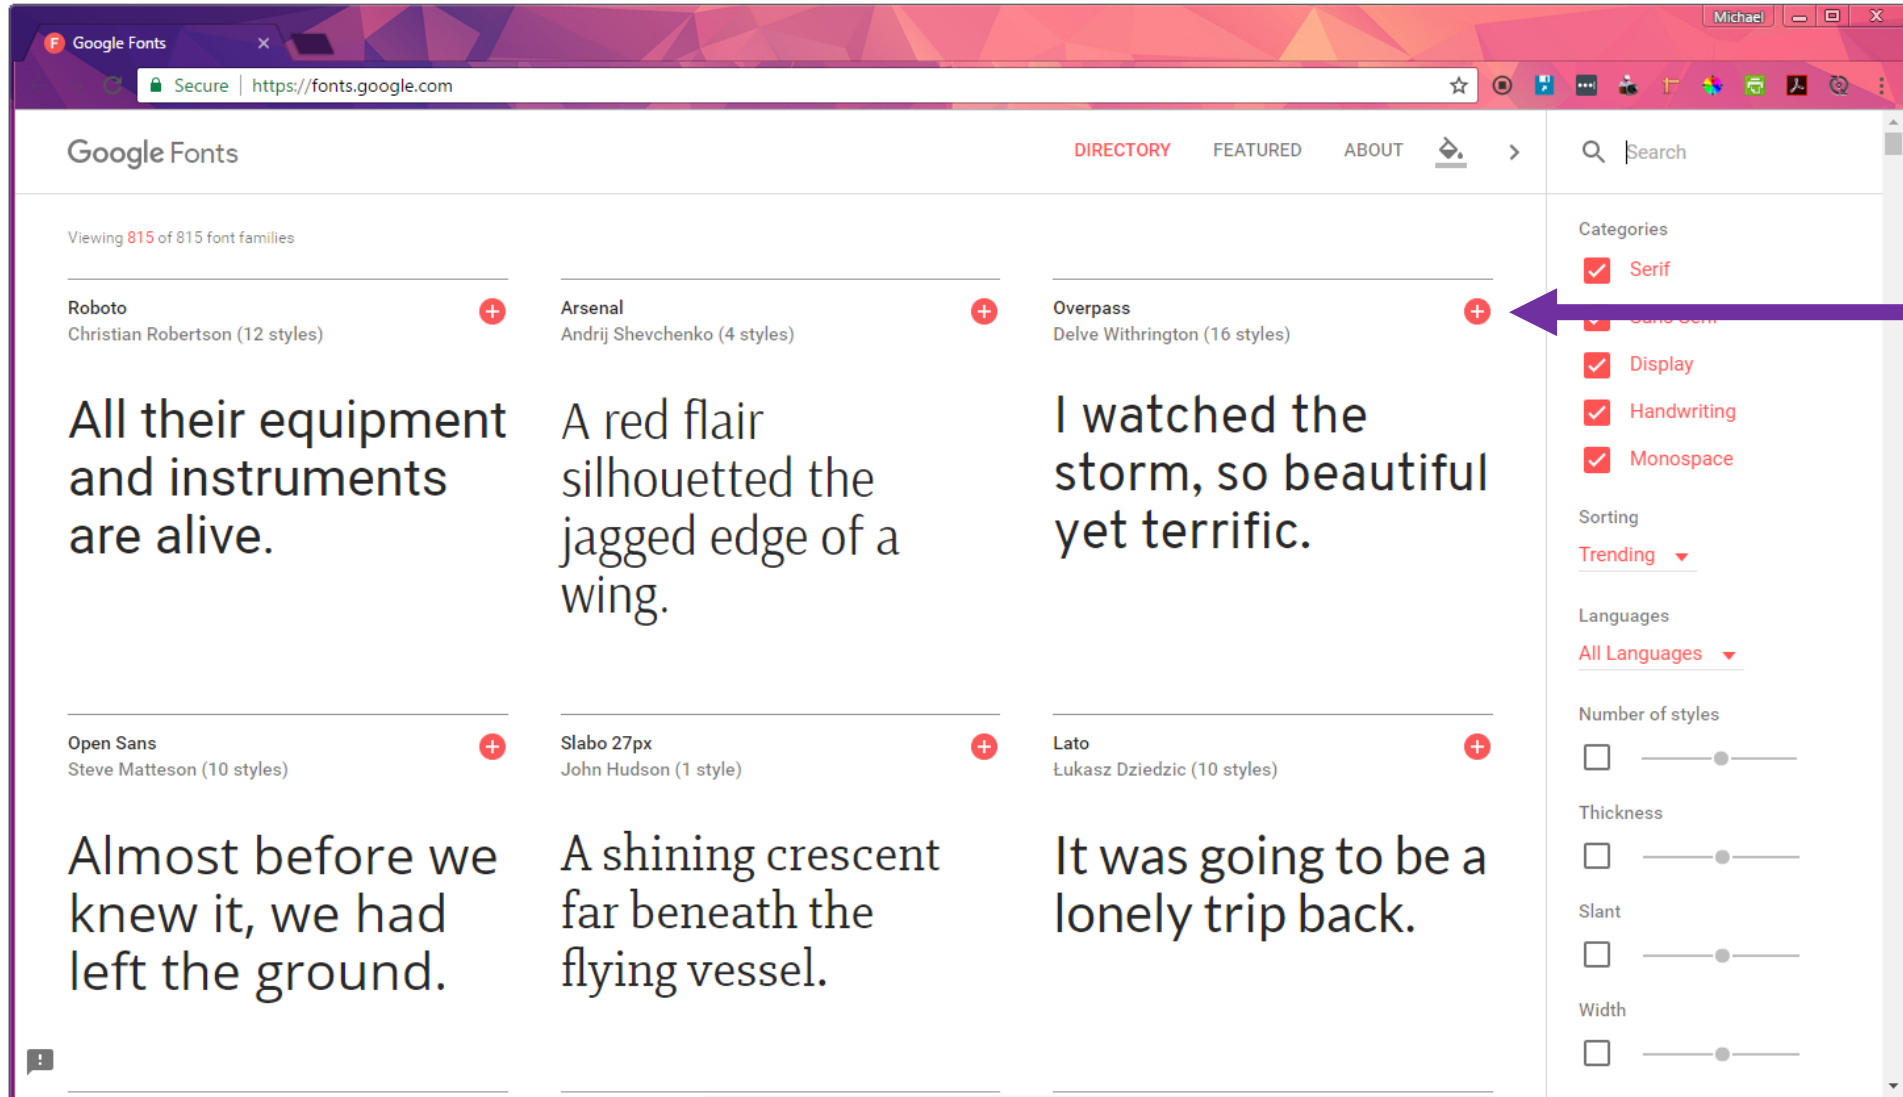 Michael
Google Fonts
Secure | https://fonts.google.com
Google Fonts
DIRECTORY FEATURED ABOUT
Search
Viewing 815 of 815 font families
Roboto
Christian Robertson (12 styles)
All their equipment
and instruments
are alive.
Arsenal
Andrij Shevchenko (4 styles)
A red flair
silhouetted the
jagged edge of a
wing.
Overpass
Delve Withrington (16 styles)
I watched the
storm, so beautiful
yet terrific.
Open Sans
Steve Matteson (10 styles)
Almost before we
knew it, we had
left the ground.
Slabo 27px
John Hudson (1 style)
A shining crescent
far beneath the
flying vessel.
Lato
Łukasz Dziedzic (10 styles)
It was going to be a
lonely trip back.
Categories
Serif
Sans Serif
Display
Handwriting
Monospace
Sorting
Trending
Languages
All Languages
Number of styles
Thickness
Slant
Width